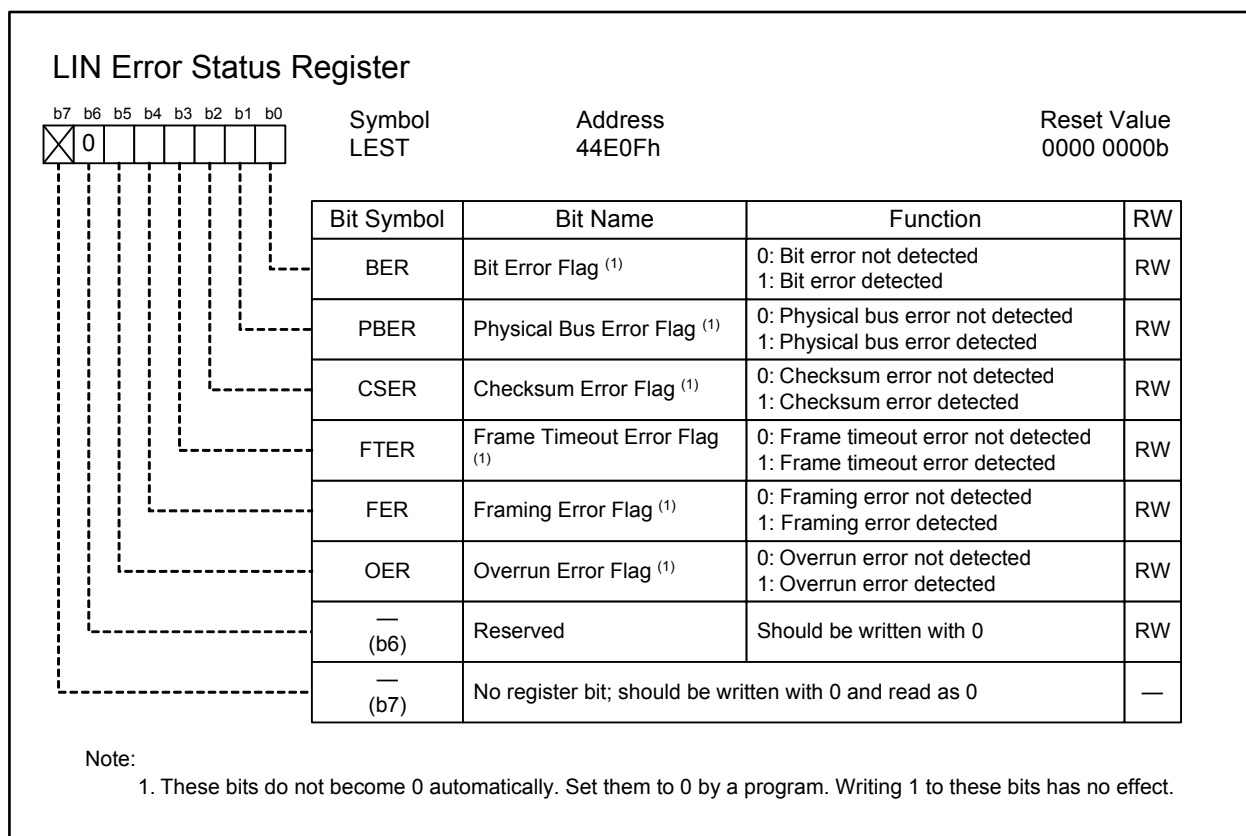 LIN Error Status Register
b7 b6 b5 b4 b3 b2 b1 b0
0
Symbol Address Reset Value
LEST 44E0Fh 0000 0000b
Bit Symbol Bit Name Function RW
BER Bit Error Flag (1) 0: Bit error not detected RW
1: Bit error detected
PBER Physical Bus Error Flag (1) 0: Physical bus error not detected RW
1: Physical bus error detected
CSER Checksum Error Flag (1) 0: Checksum error not detected RW
1: Checksum error detected
FTER Frame Timeout Error Flag 0: Frame timeout error not detected RW
(1) 1: Frame timeout error detected
FER Framing Error Flag (1) 0: Framing error not detected RW
1: Framing error detected
OER Overrun Error Flag (1) 0: Overrun error not detected RW
1: Overrun error detected
—
(b6) Reserved Should be written with 0 RW
—
(b7) No register bit; should be written with 0 and read as 0 —
Note:
1. These bits do not become 0 automatically. Set them to 0 by a program. Writing 1 to these bits has no effect.